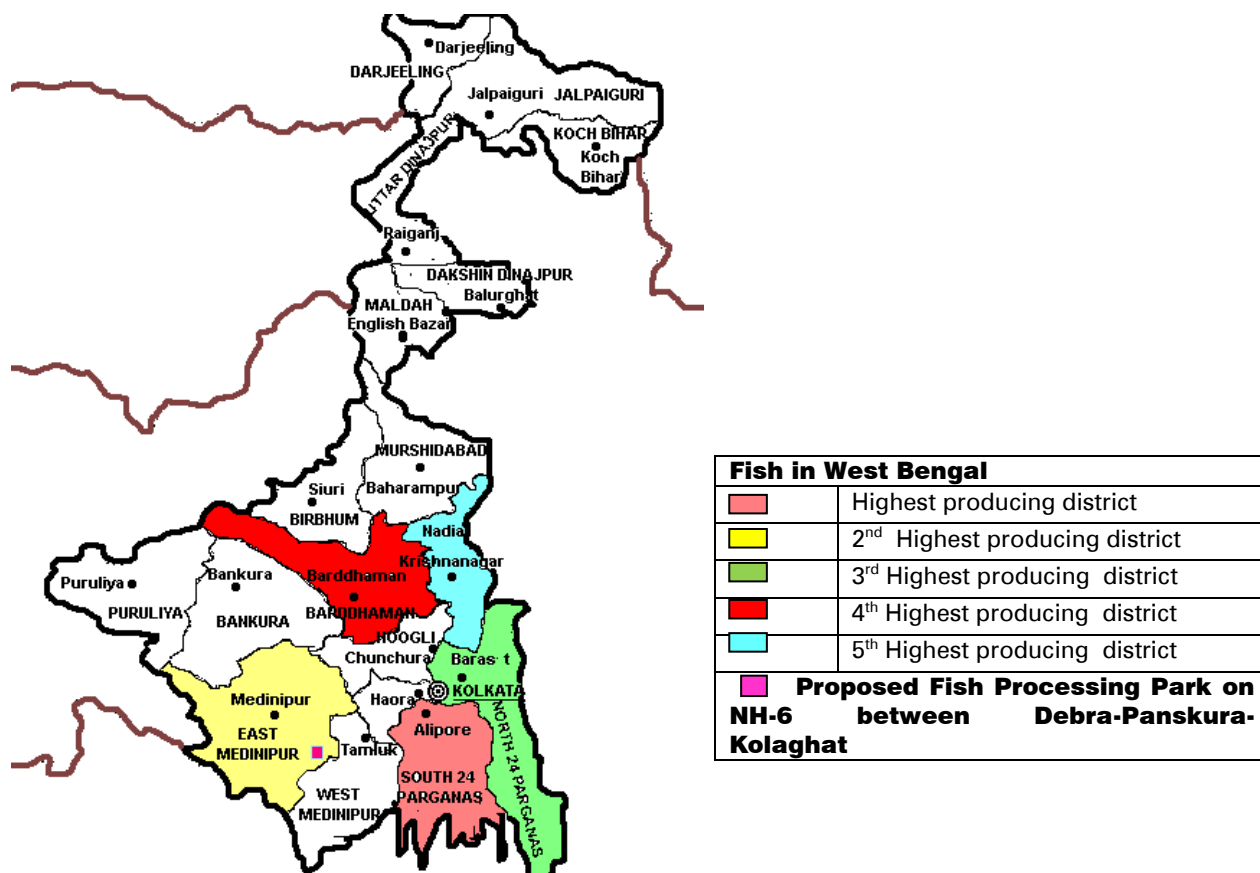 Darjeeling
DARJEELING
Jalpaiguri JALPAIGURI
KOCH BIHAR
Koch
Bihar
UTTAR DINAJPUR
Raiganj
DAKSHIN DINAJPUR
Balurghat
MALDAH
English Bazar
MURSHIDABAD
Baharampur
Siuri
BIRBHUM
Nadia
Krishnanagar
Puruliya
PURULIYA
Bankura
BANKURA
Barddhaman
BARDDHAMAN
HOOGLI
Chunchura
Baras t
Haora
KOLKATA
Medinipur
Alipore
EAST
MEDINIPUR
Tamluk
NORTH 24 PARGANAS
SOUTH 24
PARGANAS
WEST
MEDINIPUR
Fish in West Bengal
Highest producing district
2nd Highest producing district
3rd Highest producing district
4th Highest producing district
5th Highest producing district
Proposed Fish Processing Park on
NH-6 between Debra-Panskura-
Kolaghat